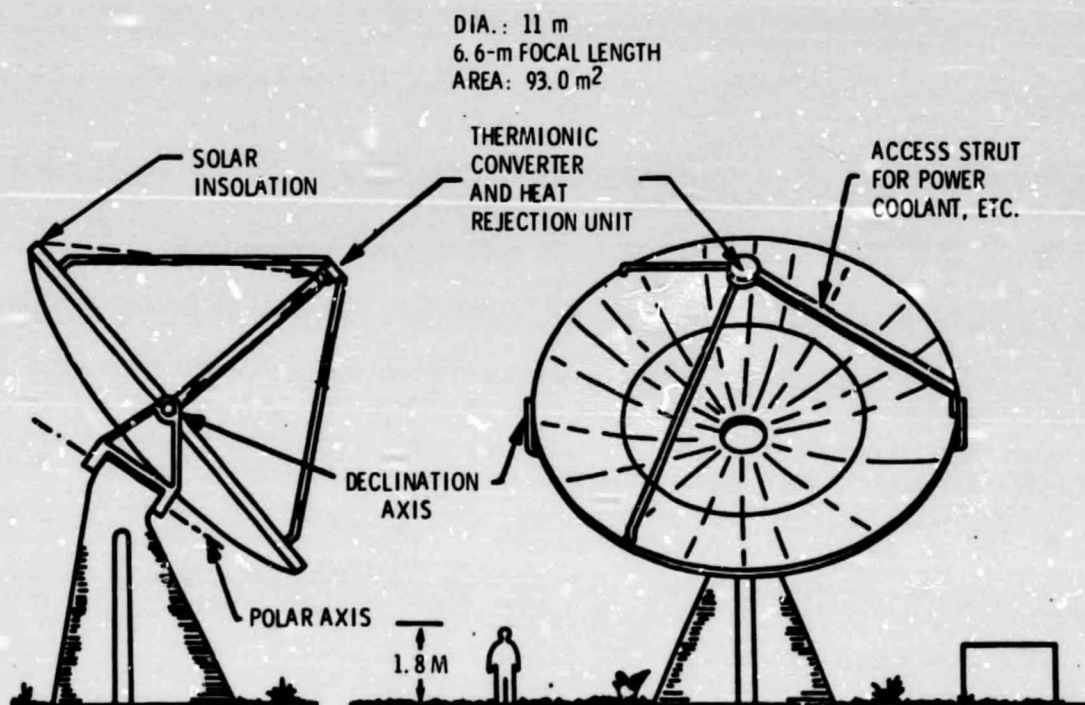 DIA.: 11 m
6.6-m FOCAL LENGTH
AREA: 93.0 m²
SOLAR
INSOLATION
THERMIONIC
CONVERTER
AND HEAT
REJECTION UNIT
ACCESS STRUT
FOR POWER
COOLANT, ETC.
DECLINATION
AXIS
POLAR AXIS
1.8 M